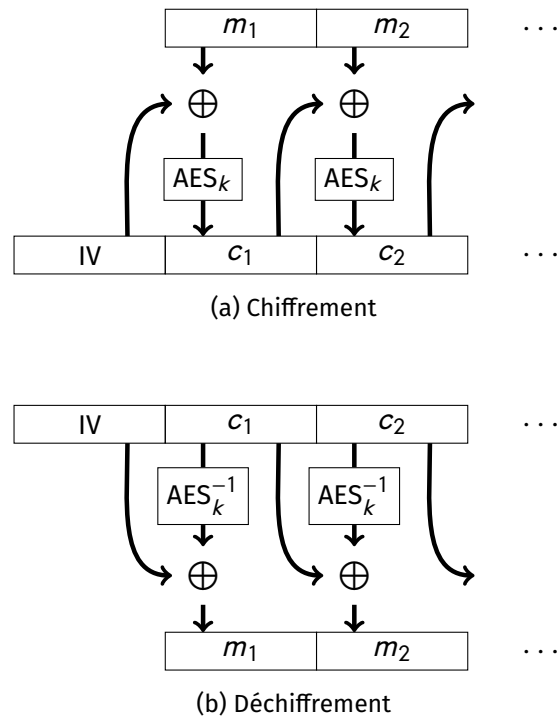 m₁ m₂ ...
⊕ ⊕
AESₖ AESₖ
IV c₁ c₂ ...
(a) Chiffrement
IV c₁ c₂ ...
AESₖ⁻¹ AESₖ⁻¹
⊕ ⊕
m₁ m₂ ...
(b) Déchiffrement